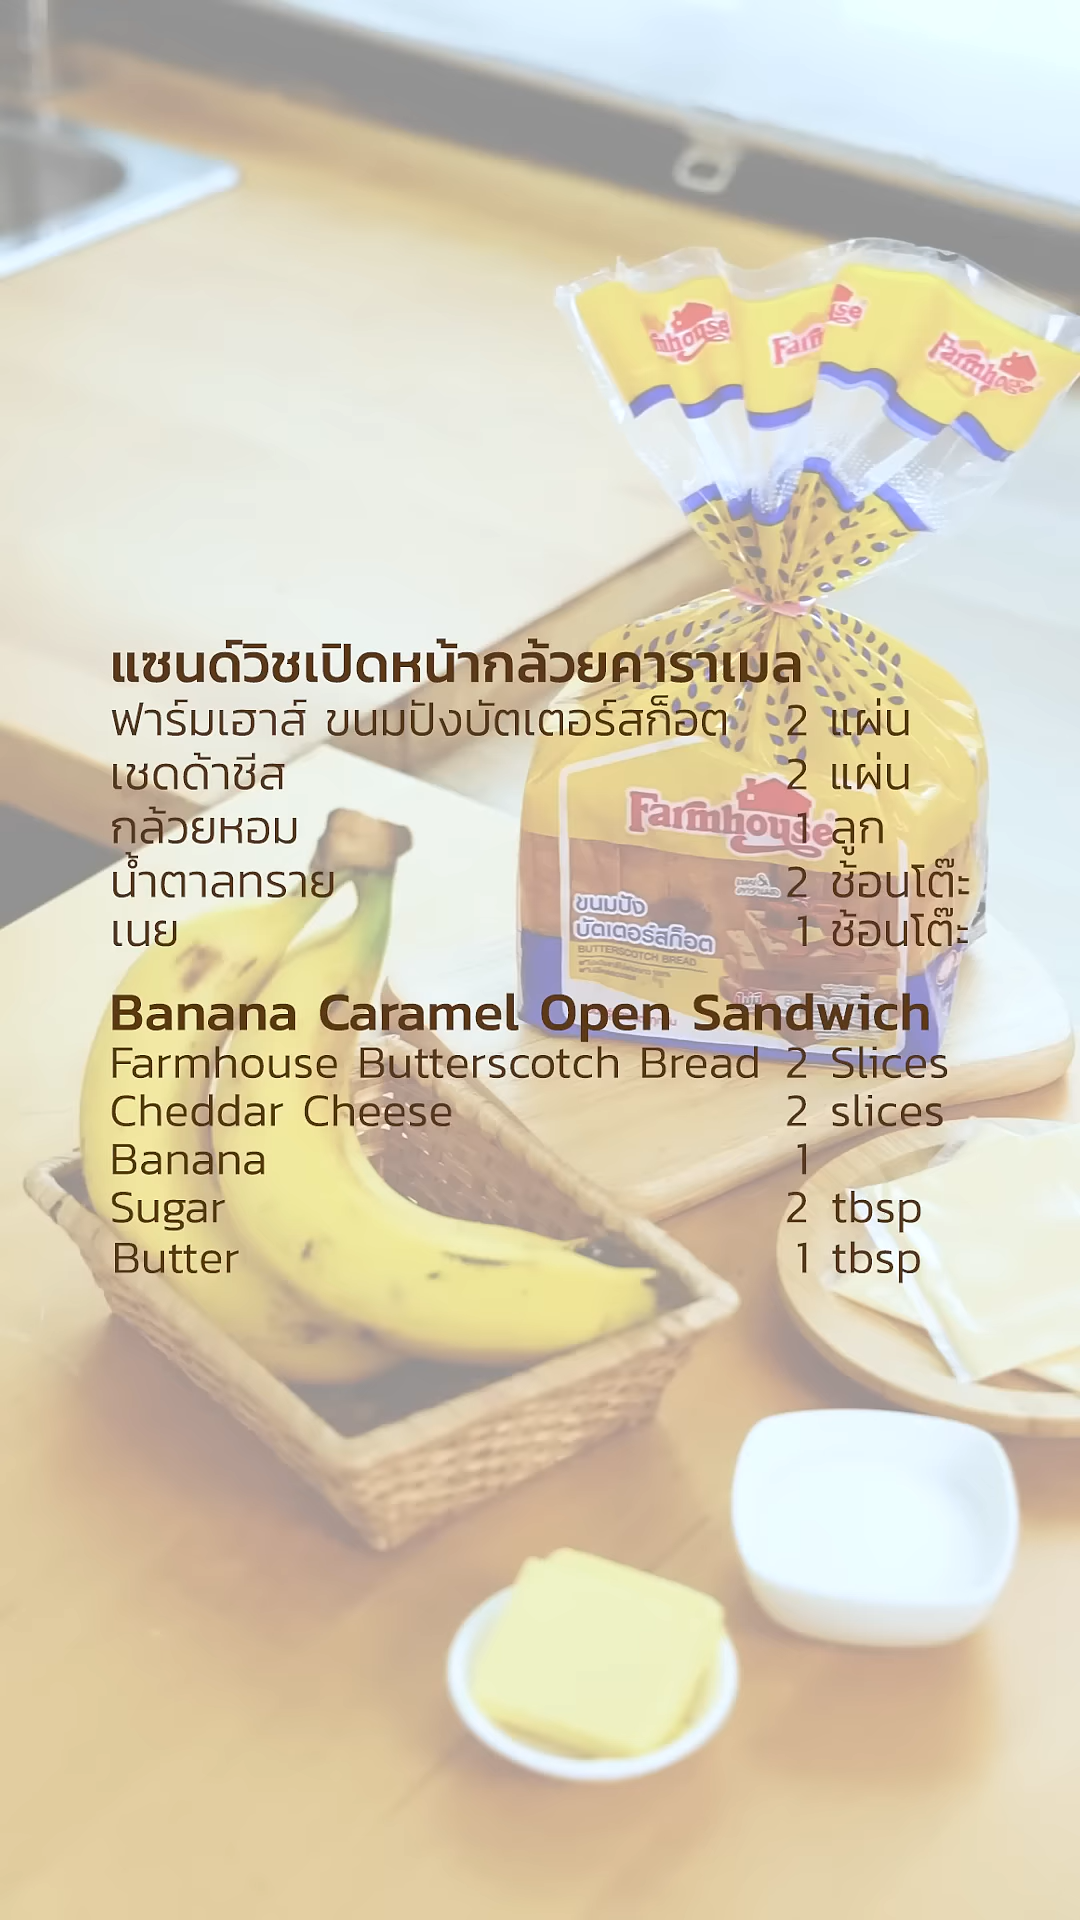 Farmhouse
แซนด์วิชเปิดหน้ากล้วยคาราเมล
ฟาร์มเฮาส์ ขนมปังบัตเตอร์สก็อต 2 แผ่น
เชดด้าชีส 2 แผ่น
กล้วยหอม 1 ลูก
น้ำตาลทราย 2 ช้อนโต๊ะ
เนย 1 ช้อนโต๊ะ
Farmhouse
ขนมปัง
บัตเตอร์สก็อต
BUTTERSCOTCH BREAD
Banana Caramel Open Sandwich
Farmhouse Butterscotch Bread 2 Slices
Cheddar Cheese 2 slices
Banana 1
Sugar 2 tbsp
Butter 1 tbsp